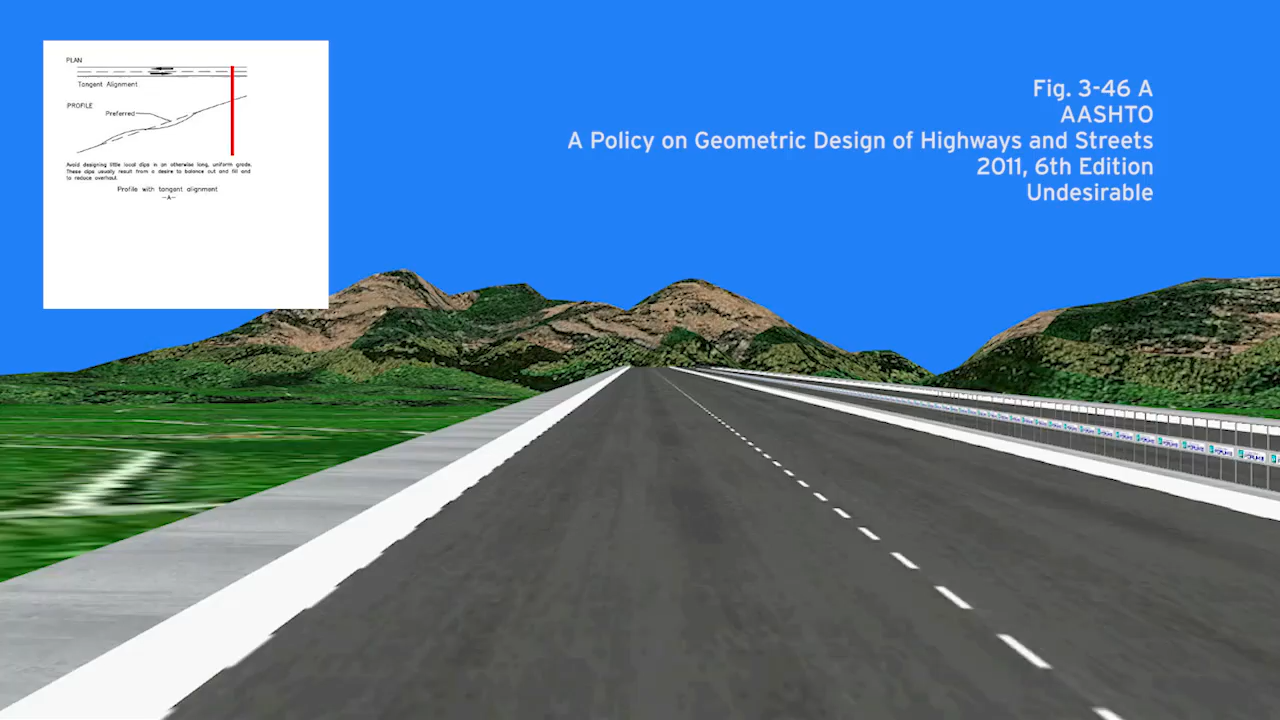 PLAN
Tangent Alignment
PROFILE
Preferred
Avoid designing little local dips in an otherwise long, uniform grade.
These dips usually result from a desire to balance cut and fill and
to reduce overhaul.
Profile with tangent alignment
-A-
Fig. 3-46 A
AASHTO
A Policy on Geometric Design of Highways and Streets
2011, 6th Edition
Undesirable